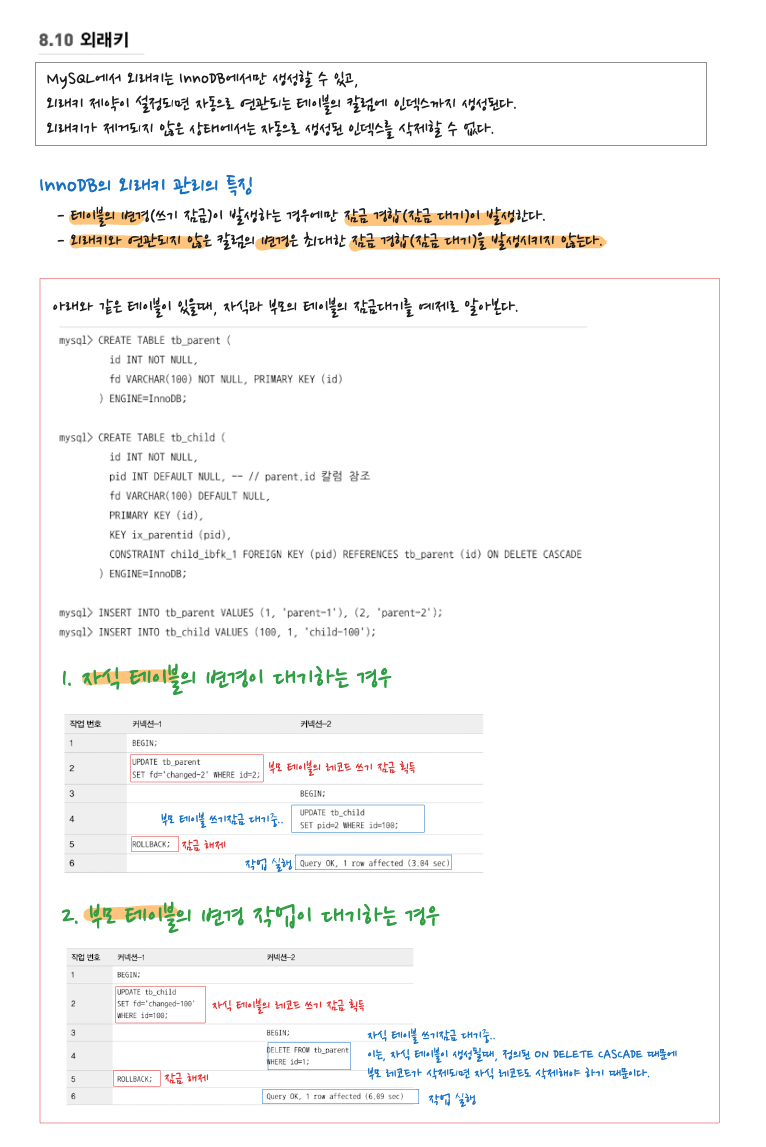 8.10 외래키
MySQL에서 외래키는 InnoDB에서만 생성할 수 있고,
외래키 제약이 설정되면 자동으로 연관되는 테이블의 칼럼에 인덱스까지 생성된다.
외래키가 제거되지 않은 상태에서는 자동으로 생성된 인덱스를 삭제할 수 없다.
InnoDB의 외래키 관리의 특징
- 테이블의 변경(쓰기 잠금)이 발생하는 경우에만 잠금 경합(잠금 대기)이 발생한다.
- 외래키와 연관되지 않은 칼럼의 변경은 최대한 잠금 경합(잠금 대기)을 발생시키지 않는다.
아래와 같은 테이블이 있을때, 자식과 부모의 테이블의 잠금대기를 예제로 알아본다.
mysql> CREATE TABLE tb_parent (
id INT NOT NULL,
fd VARCHAR(100) NOT NULL, PRIMARY KEY (id)
) ENGINE=InnoDB;
mysql> CREATE TABLE tb_child (
id INT NOT NULL,
pid INT DEFAULT NULL, -- // parent.id 칼럼 참조
fd VARCHAR(100) DEFAULT NULL,
PRIMARY KEY (id),
KEY ix_parentid (pid),
CONSTRAINT child_ibfk_1 FOREIGN KEY (pid) REFERENCES tb_parent (id) ON DELETE CASCADE
) ENGINE=InnoDB;
mysql> INSERT INTO tb_parent VALUES (1, 'parent-1'), (2, 'parent-2');
mysql> INSERT INTO tb_child VALUES (100, 1, 'child-100');
1. 자식 테이블의 변경이 대기하는 경우
작업 번호 커넥션-1 커넥션-2
1 BEGIN;
2 UPDATE tb_parent
SET fd='changed-2' WHERE id=2; 부모 테이블의 레코드 쓰기 잠금 획득
3 BEGIN;
4 부모 테이블 쓰기잠금 대기중.. UPDATE tb_child
SET pid=2 WHERE id=100;
5 ROLLBACK; 잠금 해제
6 작업 실행 Query OK, 1 row affected (3.04 sec)
2. 부모 테이블의 변경 작업이 대기하는 경우
작업 번호 커넥션-1 커넥션-2
1 BEGIN;
2 UPDATE tb_child
SET fd='changed-100'
WHERE id=100; 자식 테이블의 레코드 쓰기 잠금 획득
3 BEGIN; 자식 테이블 쓰기잠금 대기중..
4 DELETE FROM tb_parent
WHERE id=1;
이는, 자식 테이블이 생성될때, 정의된 ON DELETE CASCADE 때문에
부모 레코드가 삭제되면 자식 레코드도 삭제해야 하기 때문이다.
5 ROLLBACK; 잠금 해제
6 Query OK, 1 row affected (6.09 sec) 작업 실행